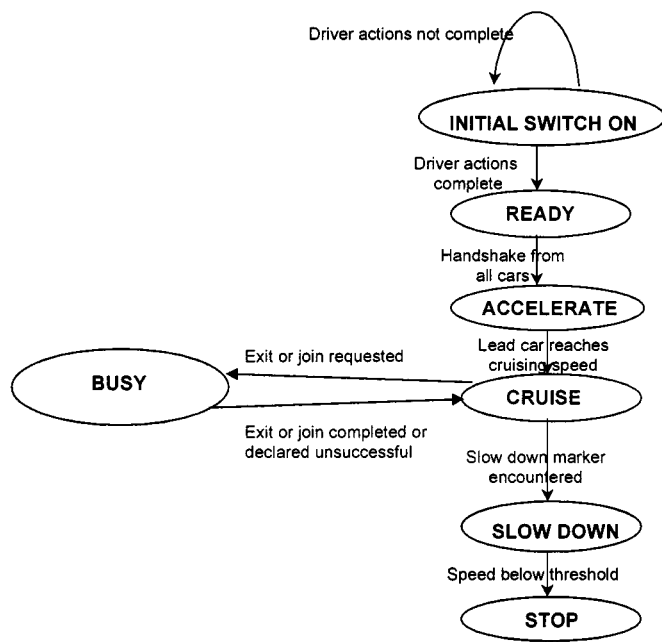 Driver actions not complete
INITIAL SWITCH ON
Driver actions
complete
READY
Handshake from
all cars
ACCELERATE
Lead car reaches
cruising speed
Exit or join requested
BUSY
CRUISE
Exit or join completed or
declared unsuccessful
Slow down marker
encountered
SLOW DOWN
Speed below threshold
STOP